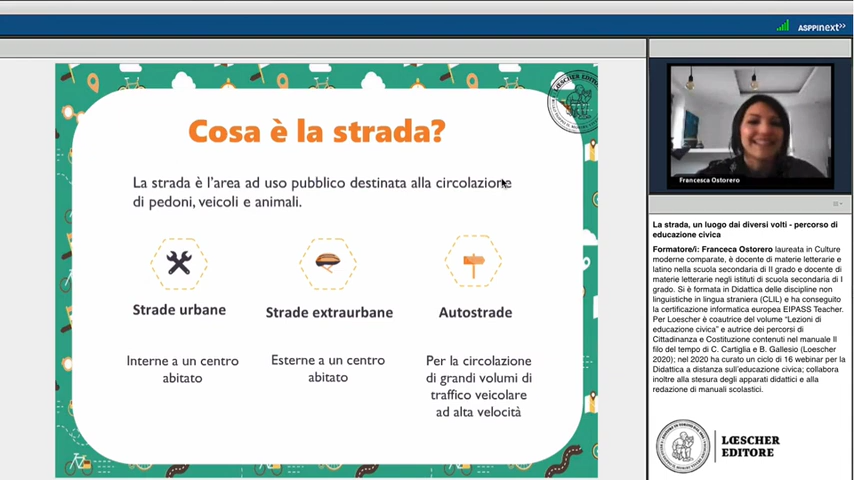 ASPPInext>>
LŒSCHER EDITORE
Cosa è la strada?
La strada è l'area ad uso pubblico destinata alla circolazione
di pedoni, veicoli e animali.
Strade urbane
Strade extraurbane
Autostrade
Interne a un centro
abitato
Esterne a un centro
abitato
Per la circolazione
di grandi volumi di
traffico veicolare
ad alta velocità
Francesca Ostorero
La strada, un luogo dai diversi volti - percorso di
educazione civica
Formatore/i: Franceca Ostorero laureata in Culture
moderne comparate, è docente di materie letterarie e
latino nella scuola secondaria di II grado e docente di
materie letterarie negli istituti di scuola secondaria di I
grado. Si è formata in Didattica delle discipline non
linguistiche in lingua straniera (CLIL) e ha conseguito
la certificazione informatica europea EIPASS Teacher.
Per Loescher è coautrice del volume "Lezioni di
educazione civica" e autrice dei percorsi di
Cittadinanza e Costituzione contenuti nel manuale Il
filo del tempo di C. Cartiglia e B. Gallesio (Loescher
2020); nel 2020 ha curato un ciclo di 16 webinar per la
Didattica a distanza sull'educazione civica; collabora
inoltre alla stesura degli apparati didattici e alla
redazione di manuali scolastici.
LŒSCHER
EDITORE